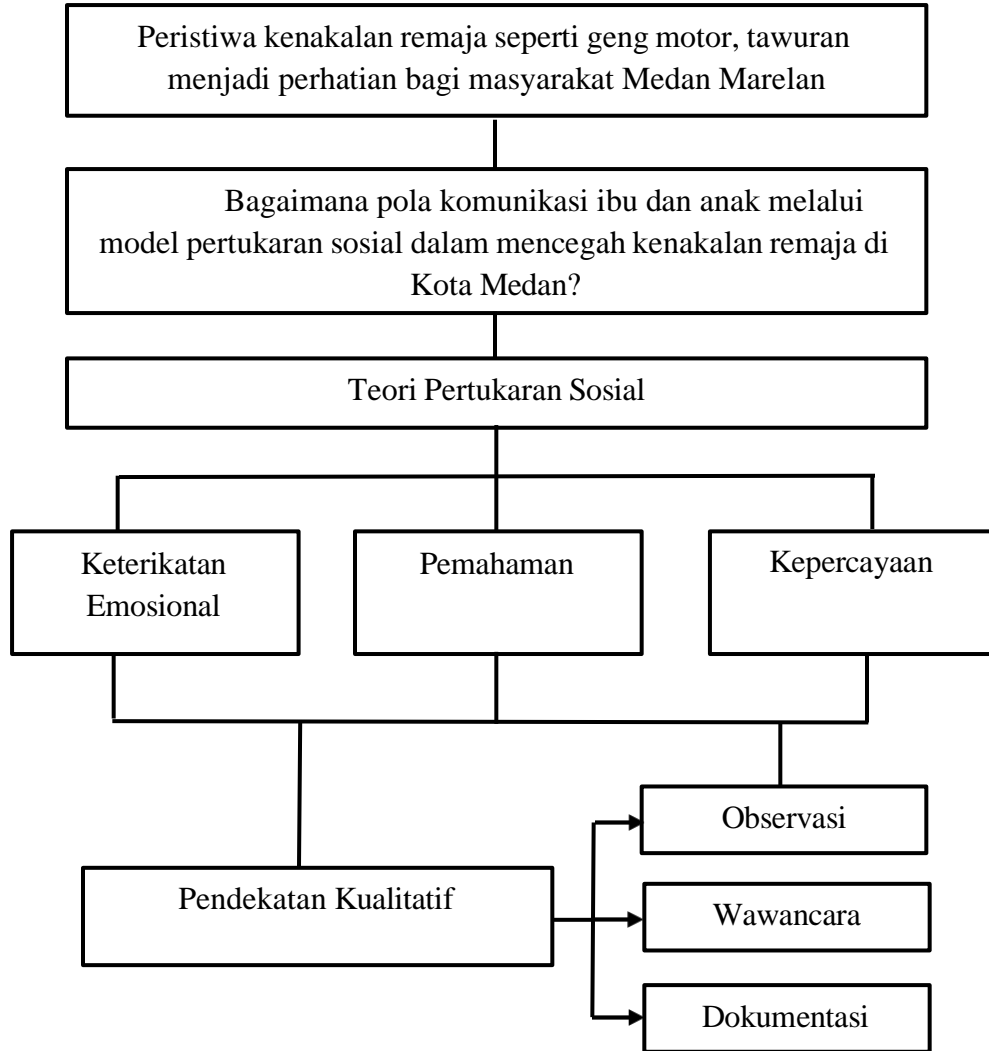 Peristiwa kenakalan remaja seperti geng motor, tawuran
menjadi perhatian bagi masyarakat Medan Marelan
Bagaimana pola komunikasi ibu dan anak melalui
model pertukaran sosial dalam mencegah kenakalan remaja di
Kota Medan?
Teori Pertukaran Sosial
Keterikatan
Emosional
Pemahaman
Kepercayaan
Observasi
Pendekatan Kualitatif
Wawancara
Dokumentasi